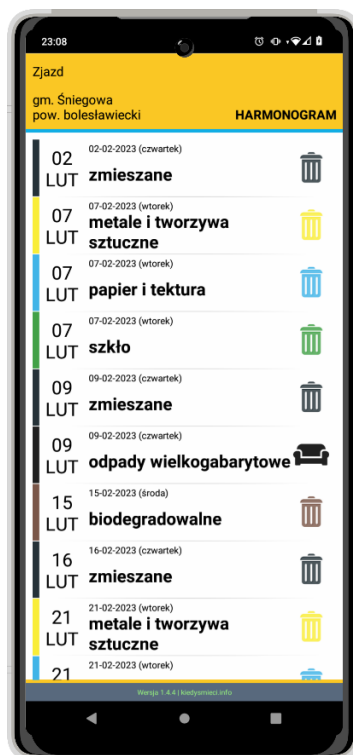 23:08
Zjazd
gm. Śniegowa
pow. bolesławiecki
HARMONOGRAM
02
LUT
02-02-2023 (czwartek)
zmieszane
07
LUT
07-02-2023 (wtorek)
metale i tworzywa
sztuczne
07
LUT
07-02-2023 (wtorek)
papier i tektura
07
LUT
07-02-2023 (wtorek)
szkło
09
LUT
09-02-2023 (czwartek)
zmieszane
09
LUT
09-02-2023 (czwartek)
odpady wielkogabarytowe
15
LUT
15-02-2023 (środa)
biodegradowalne
16
LUT
16-02-2023 (czwartek)
zmieszane
21
LUT
21-02-2023 (wtorek)
metale i tworzywa
sztuczne
21
21-02-2023 (wtorek)
Wersja 1.4.4 | kiedysmieci.info